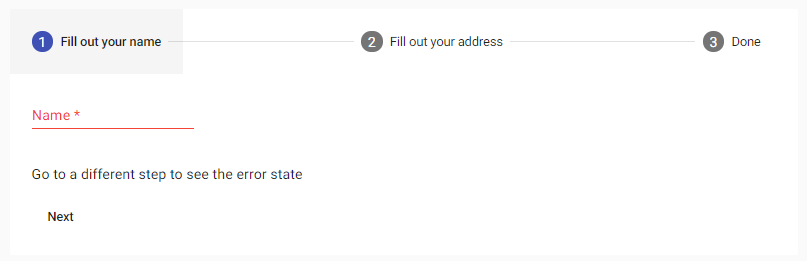 1 Fill out your name 2 Fill out your address 3 Done
Name *
Go to a different step to see the error state
Next